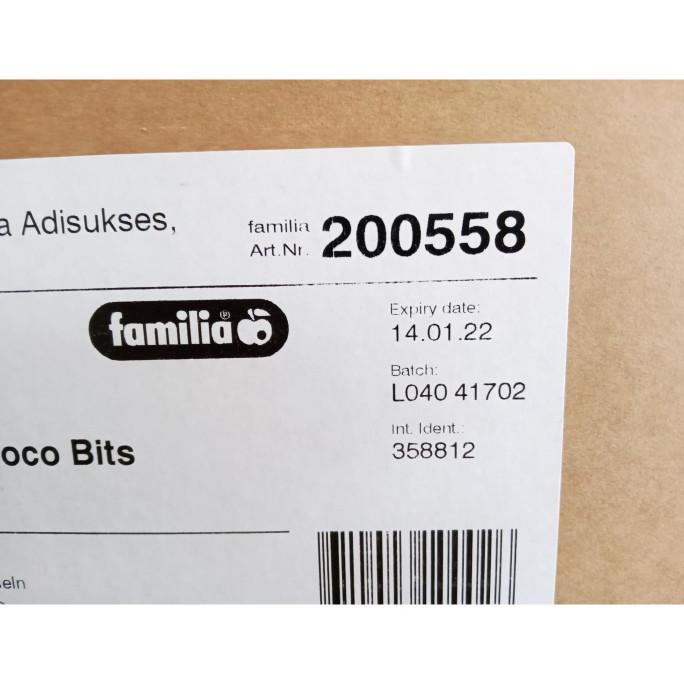 a Adisukses,
familia
Art.Nr. 200558
familia®
Expiry date:
14.01.22
Batch:
L040 41702
Int. Ident.:
358812
oco Bits
seln